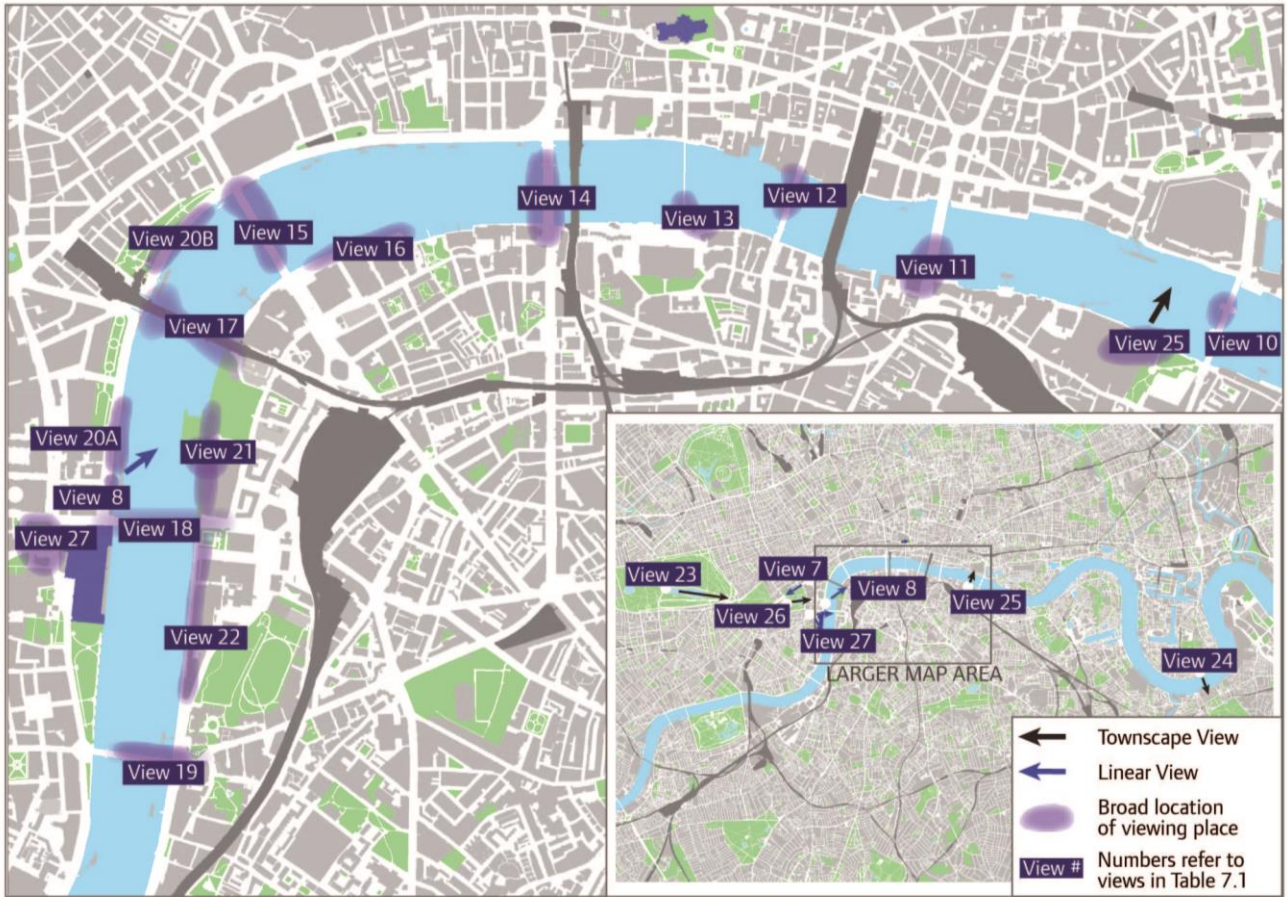 View 12
View 14
View 20B
View 15
View 13
View 16
View 11
View 17
View 25
View 10
View 20A
View 21
View 8
View 18
View 27
View 22
View 19
View 23
View 7
View 8
View 26
View 25
View 27
LARGER MAP AREA
View 24
Townscape View
Linear View
Broad location
of viewing place
View #
Numbers refer to
views in Table 7.1